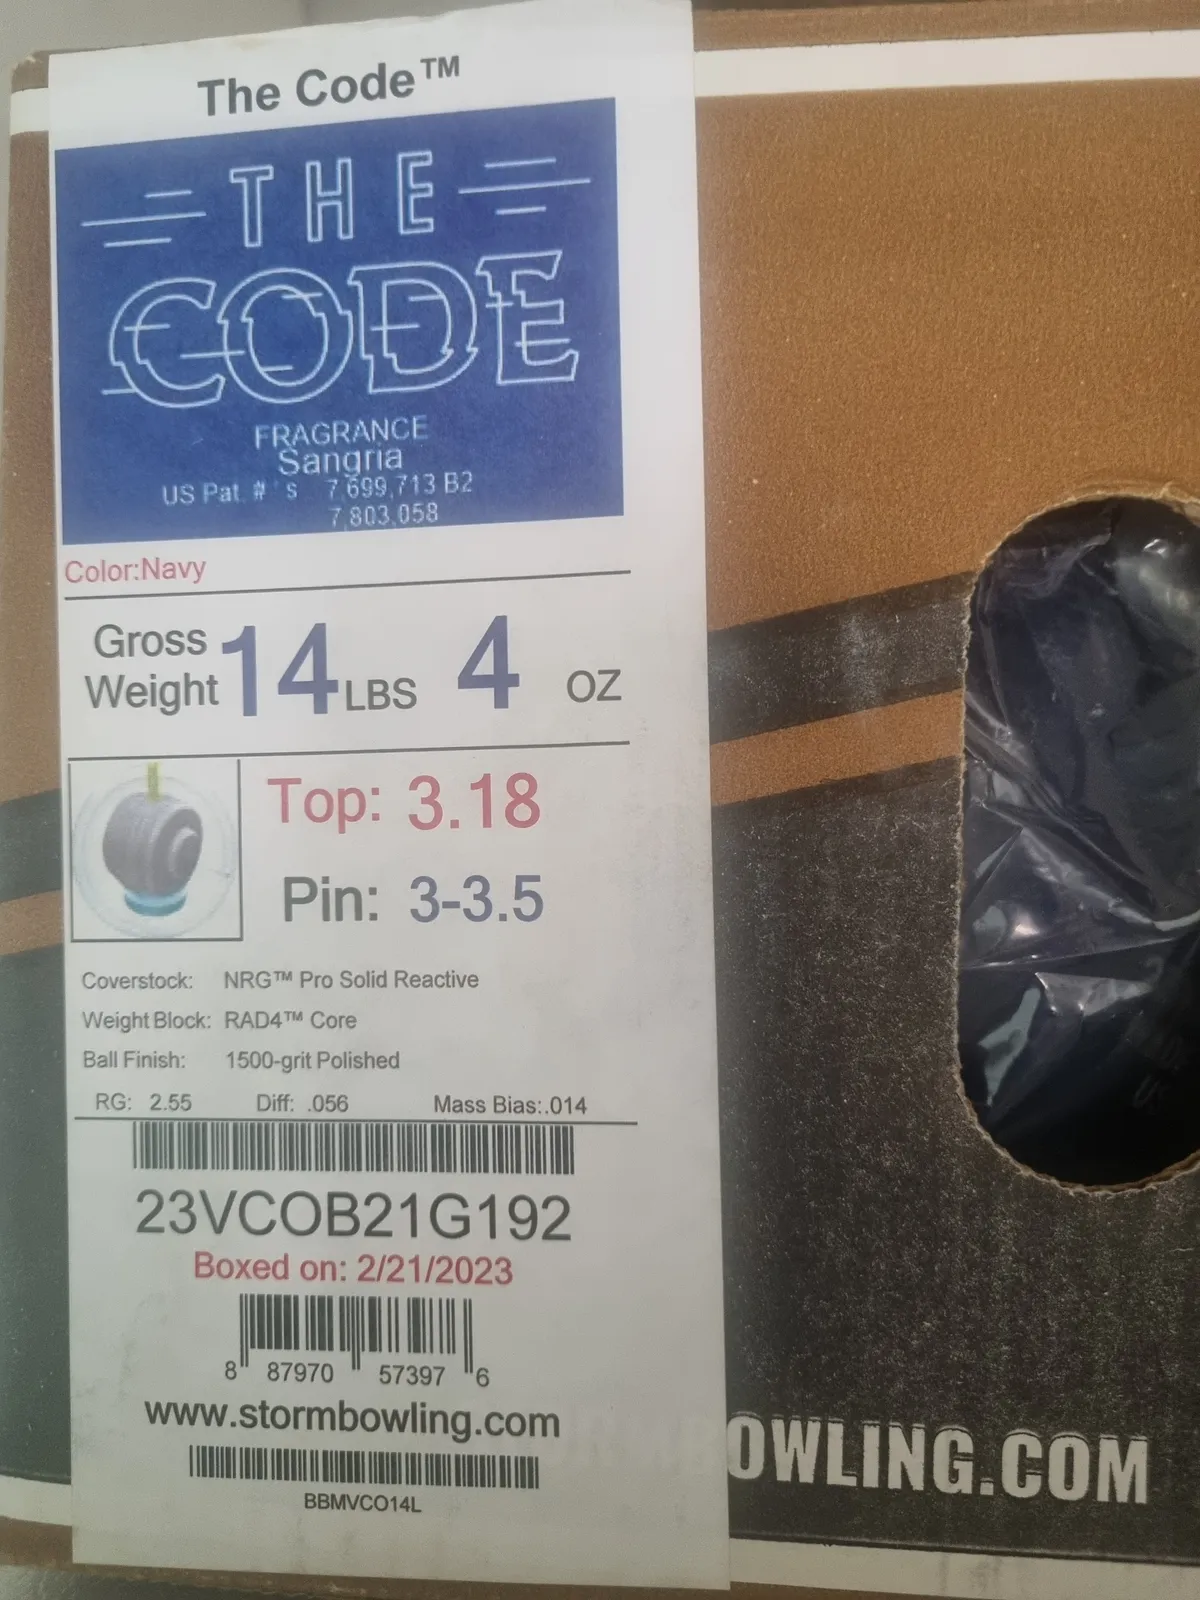 The Code™
THE
CODE
FRAGRANCE
Sangria
US Pat. # 's 7,699,713 B2
7,803,058
Color:Navy
Gross Weight 14 LBS 4 OZ
Top: 3.18
Pin: 3-3.5
Coverstock: NRG™ Pro Solid Reactive
Weight Block: RAD4™ Core
Ball Finish: 1500-grit Polished
RG: 2.55 Diff: .056 Mass Bias:.014
23VCOB21G192
Boxed on: 2/21/2023
8 87970 57397 6
www.stormbowling.com
BBMVCO14L
OWLING.COM